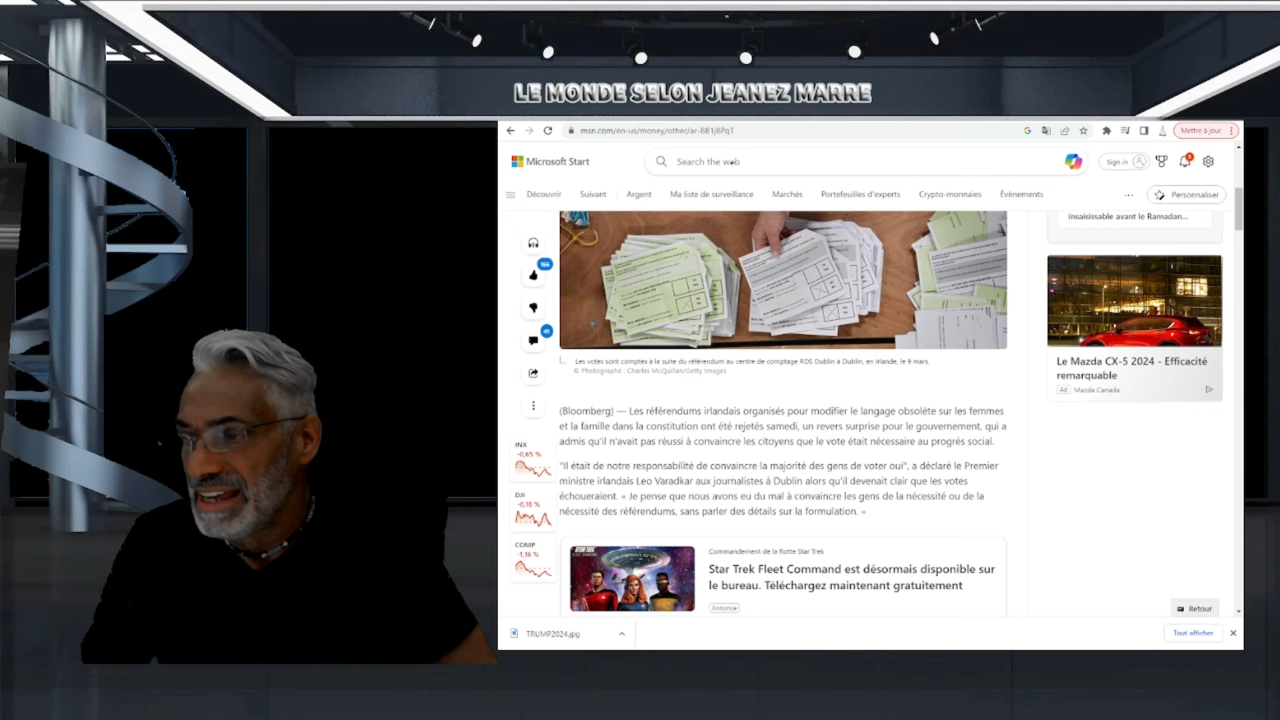 LE MONDE SELON JEANEZ MARRE
msn.com/en-us/money/other/ar-BB1jBPqT
Mettre à jour
Microsoft Start
Search the web
Sign in
Découvrir Suivant Argent Ma liste de surveillance Marchés Portefeuilles d'experts Crypto-monnaies Événements
Personnaliser
insaisissable avant le Ramadan...
166
41
Les votes sont comptés à la suite du référendum au centre de comptage RDS Dublin à Dublin, en Irlande, le 9 mars.
© Photographe : Charles McQuillan/Getty Images
Le Mazda CX-5 2024 - Efficacité
remarquable
Ad Mazda Canada
(Bloomberg) — Les référendums irlandais organisés pour modifier le langage obsolète sur les femmes
et la famille dans la constitution ont été rejetés samedi, un revers surprise pour le gouvernement, qui a
admis qu'il n'avait pas réussi à convaincre les citoyens que le vote était nécessaire au progrès social.
"Il était de notre responsabilité de convaincre la majorité des gens de voter oui", a déclaré le Premier
ministre irlandais Leo Varadkar aux journalistes à Dublin alors qu'il devenait clair que les votes
échoueraient. « Je pense que nous avons eu du mal à convaincre les gens de la nécessité ou de la
nécessité des référendums, sans parler des détails sur la formulation. »
INX
-0,65 %
DJI
-0,18 %
COMP
-1,16 %
Commandement de la flotte Star Trek
Star Trek Fleet Command est désormais disponible sur
le bureau. Téléchargez maintenant gratuitement
Annonce
Retour
TRUMP2024.jpg
Tout afficher